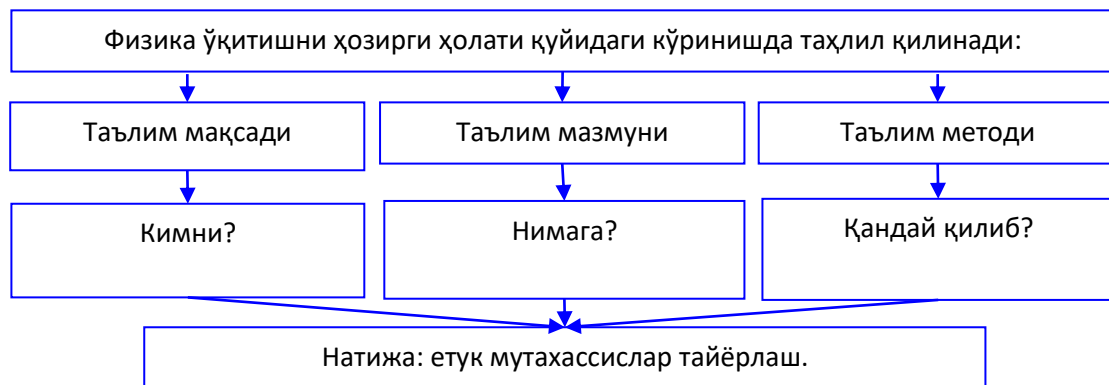 Физика ўқитишни ҳозирги ҳолати қуйидаги кўринишда таҳлил қилинади:
Таълим мақсади
Таълим мазмуни
Таълим методи
Кимни?
Нимага?
Қандай қилиб?
Натижа: етук мутахассислар тайёрлаш.